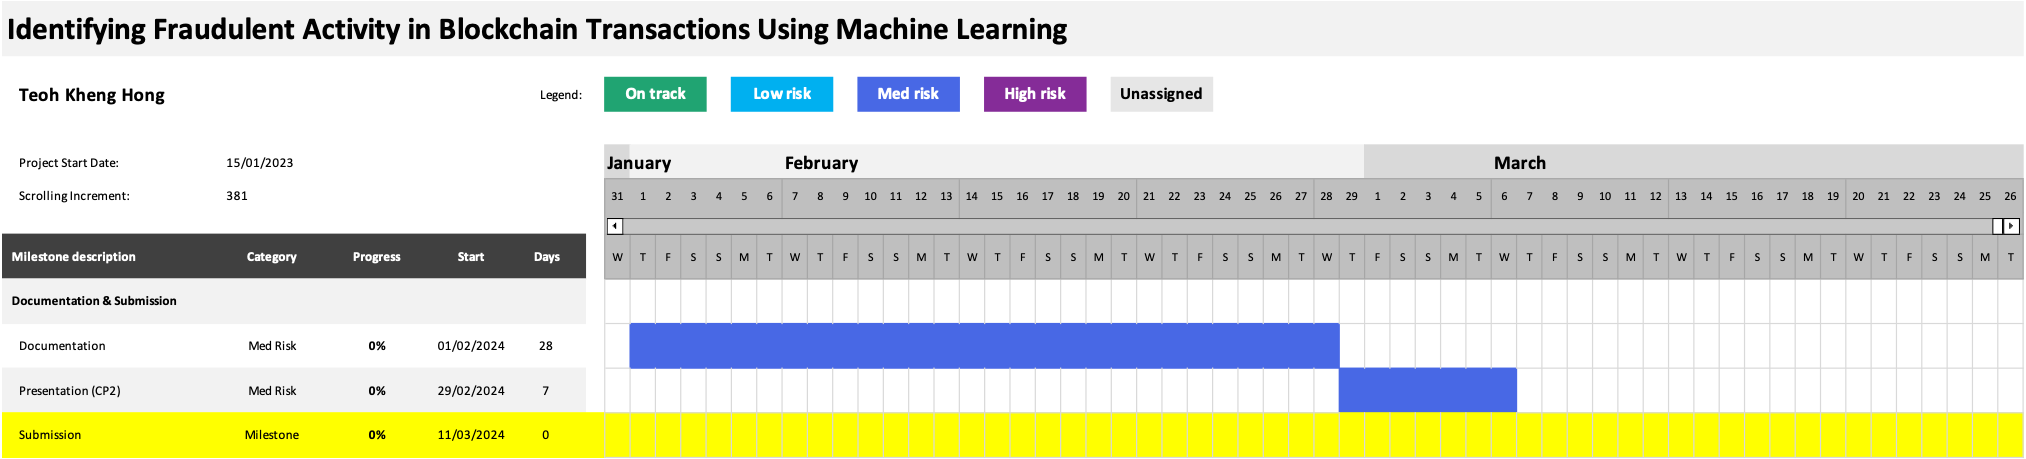 Identifying Fraudulent Activity in Blockchain Transactions Using Machine Learning
Teoh Kheng Hong
Legend: On track Low risk Med risk High risk Unassigned
Project Start Date: 15/01/2023
January February March
Scrolling Increment: 381
31 1 2 3 4 5 6 7 8 9 10 11 12 13 14 15 16 17 18 19 20 21 22 23 24 25 26 27 28 29 1 2 3 4 5 6 7 8 9 10 11 12 13 14 15 16 17 18 19 20 21 22 23 24 25 26
Milestone description Category Progress Start Days
W T F S S M T W T F S S M T W T F S S M T W T F S S M T W T F S S M T W T F S S M T W T F S S M T W T F S S M T
Documentation & Submission
Documentation Med Risk 0% 01/02/2024 28
Presentation (CP2) Med Risk 0% 29/02/2024 7
Submission Milestone 0% 11/03/2024 0